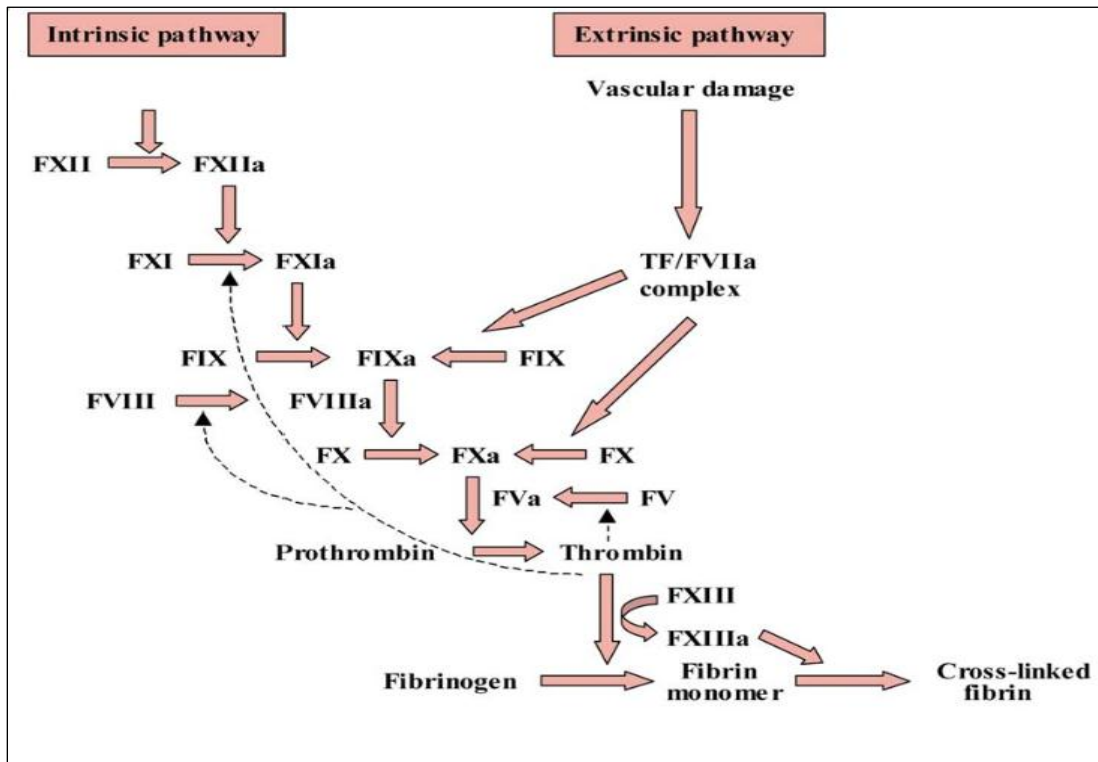 Intrinsic pathway
Extrinsic pathway
Vascular damage
FXII FXIIa
FXI FXIa
TF/FVIIa
complex
FIX FIXa FIX
FVIII FVIIIa
FX FXa FX
FVa FV
Prothrombin Thrombin
FXIII
FXIIIa
Fibrinogen
Fibrin
monomer
Cross-linked
fibrin